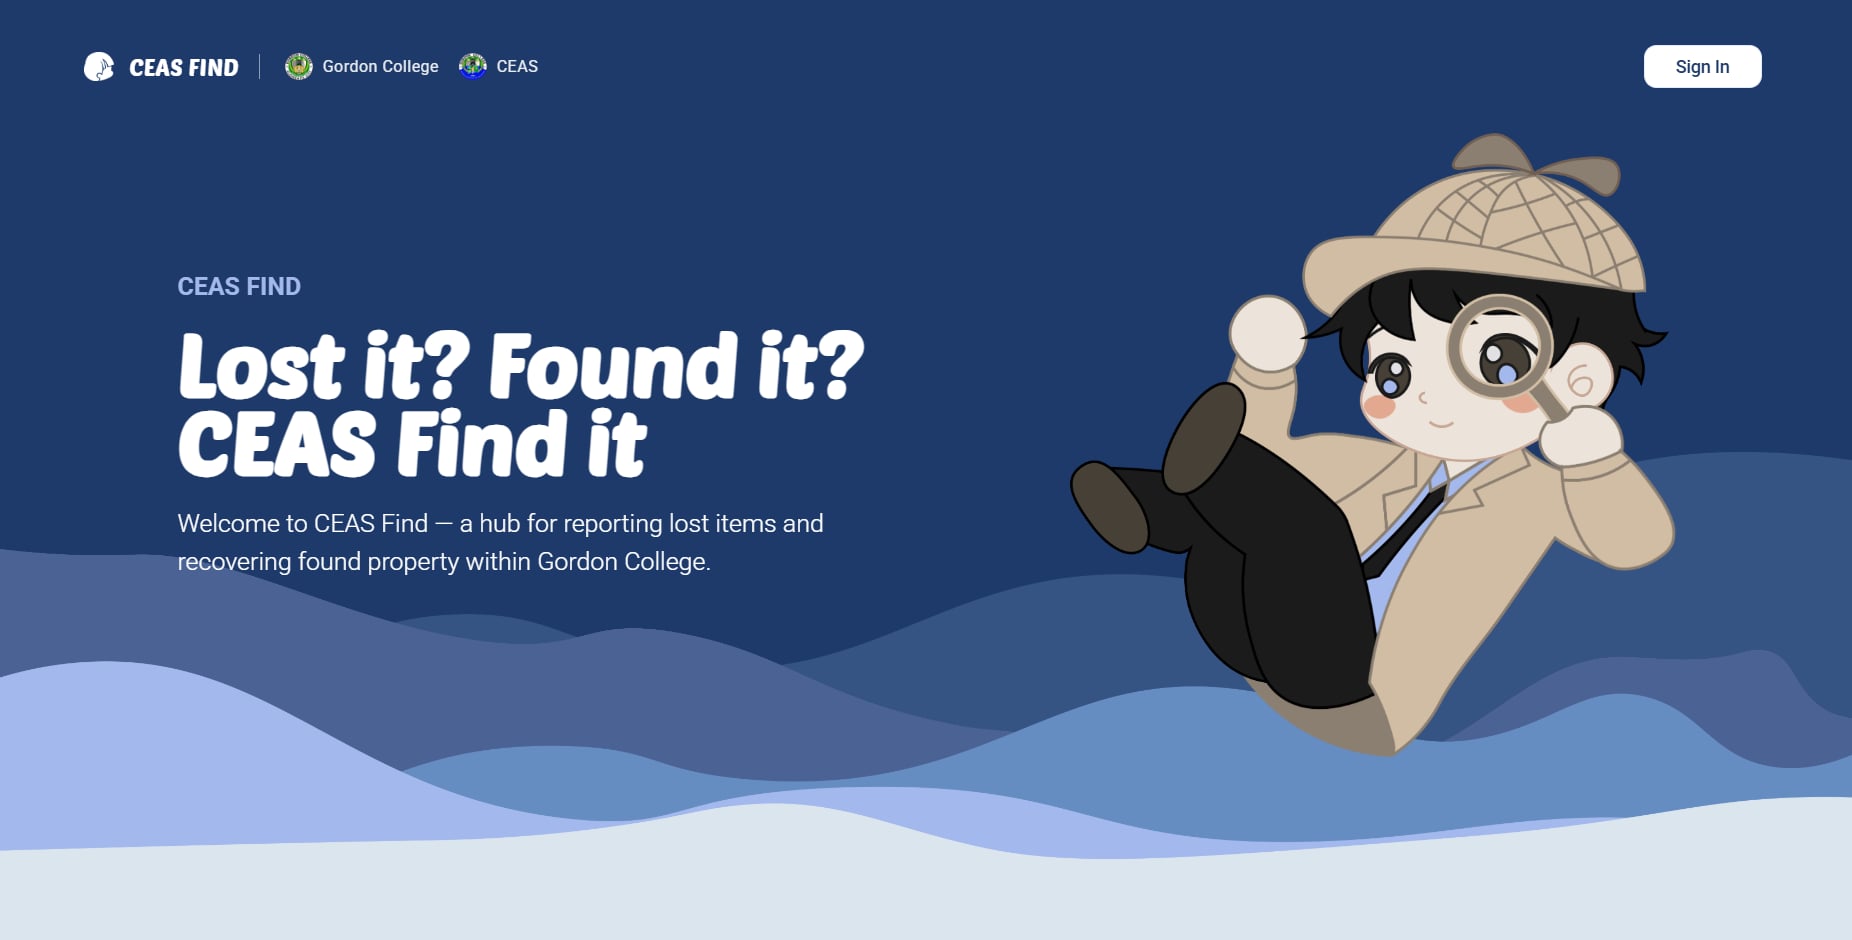 CEAS FIND
Gordon College
CEAS
Sign In
CEAS FIND
Lost it? Found it?
CEAS Find it
Welcome to CEAS Find — a hub for reporting lost items and
recovering found property within Gordon College.